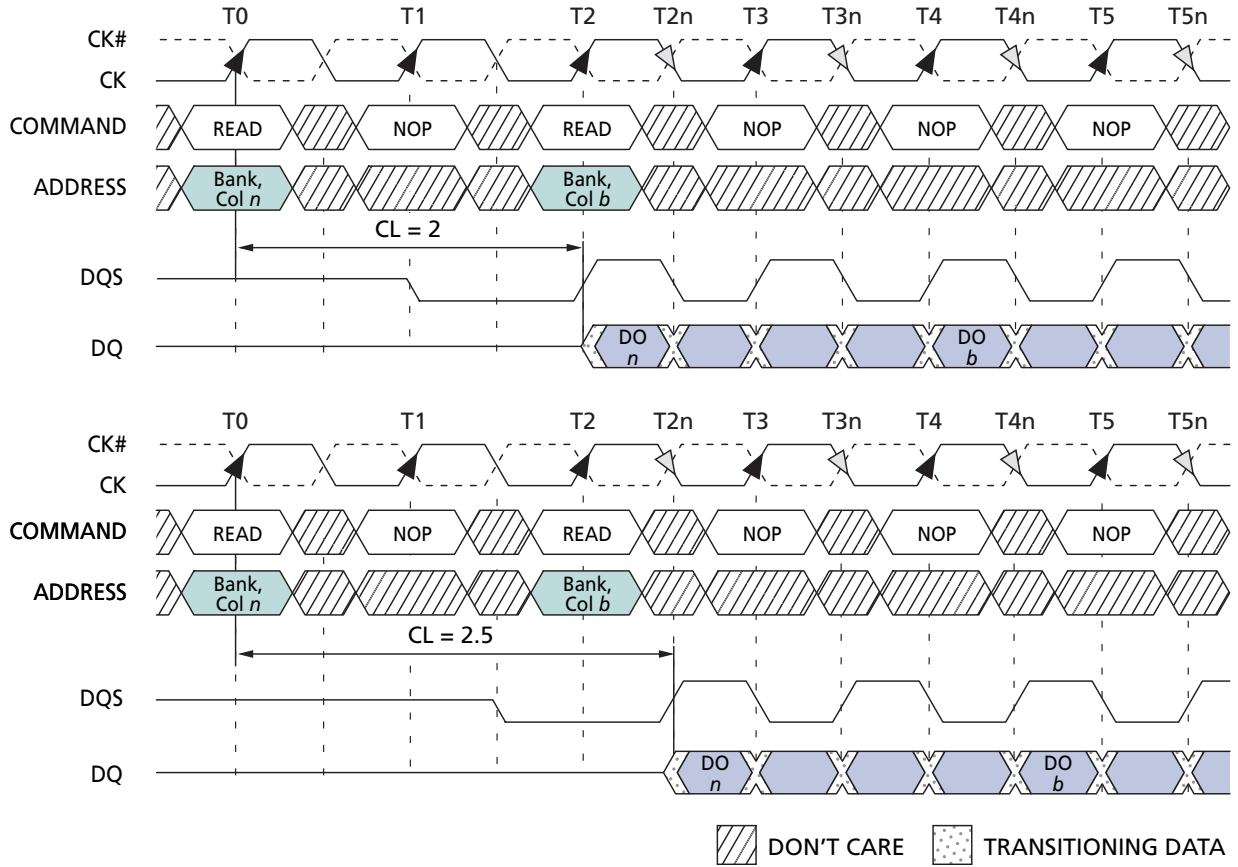 T0 T1 T2 T2n T3 T3n T4 T4n T5 T5n
CK#
CK
COMMAND READ NOP READ NOP NOP NOP
ADDRESS Bank, Col n Bank, Col b
CL = 2
DQS
DQ DO n DO b
T0 T1 T2 T2n T3 T3n T4 T4n T5 T5n
CK#
CK
COMMAND READ NOP READ NOP NOP NOP
ADDRESS Bank, Col n Bank, Col b
CL = 2.5
DQS
DQ DO n DO b
DON'T CARE TRANSITIONING DATA